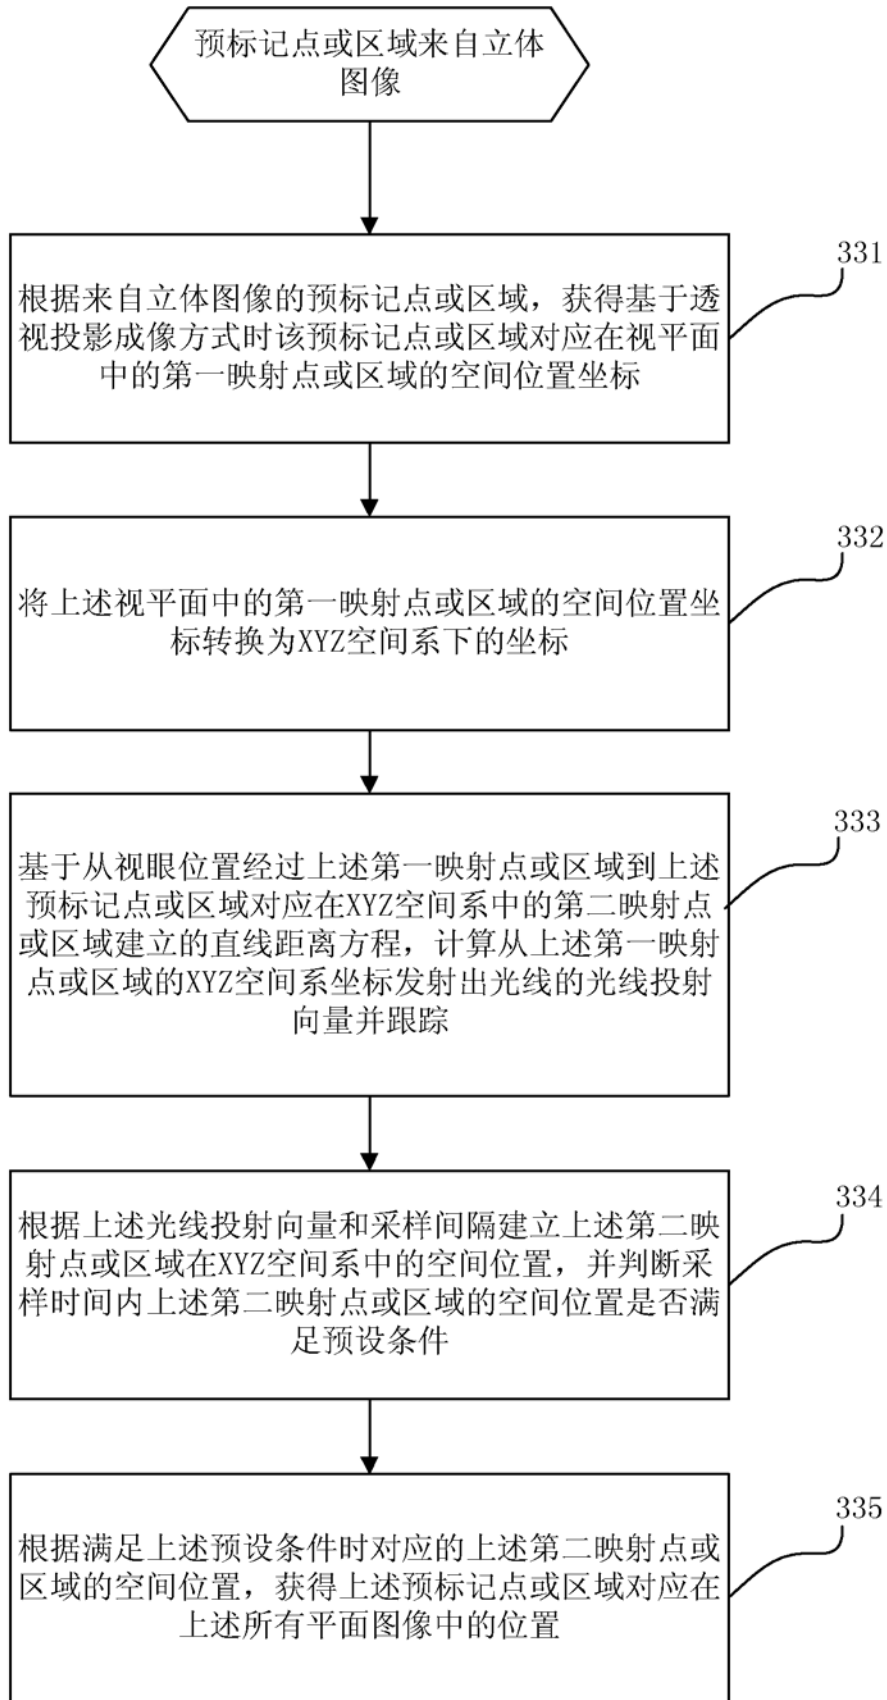 预标记点或区域来自立体
图像
331
根据来自立体图像的预标记点或区域，获得基于透
视投影成像方式时该预标记点或区域对应在视平面
中的第一映射点或区域的空间位置坐标
332
将上述视平面中的第一映射点或区域的空间位置坐
标转换为XYZ空间系下的坐标
333
基于从视眼位置经过上述第一映射点或区域到上述
预标记点或区域对应在XYZ空间系中的第二映射点
或区域建立的直线距离方程，计算从上述第一映射
点或区域的XYZ空间系坐标发射出光线的光线投射
向量并跟踪
334
根据上述光线投射向量和采样间隔建立上述第二映
射点或区域在XYZ空间系中的空间位置，并判断采
样时间内上述第二映射点或区域的空间位置是否满
足预设条件
335
根据满足上述预设条件时对应的上述第二映射点或
区域的空间位置，获得上述预标记点或区域对应在
上述所有平面图像中的位置